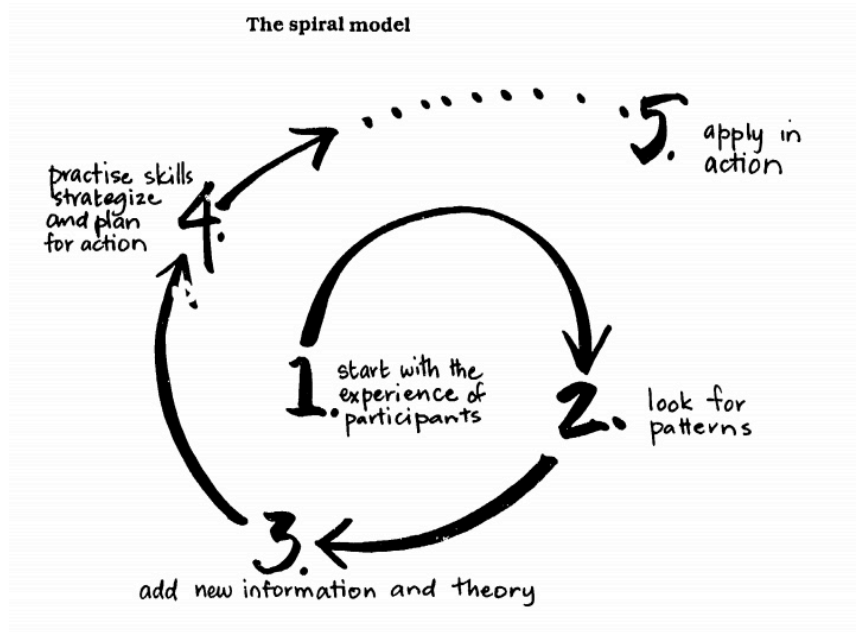 The spiral model
1. start with the
experience of
participants
2. look for
patterns
3.
add new information and theory
practise skills
strategize
and plan
for action
4.
5. apply in
action